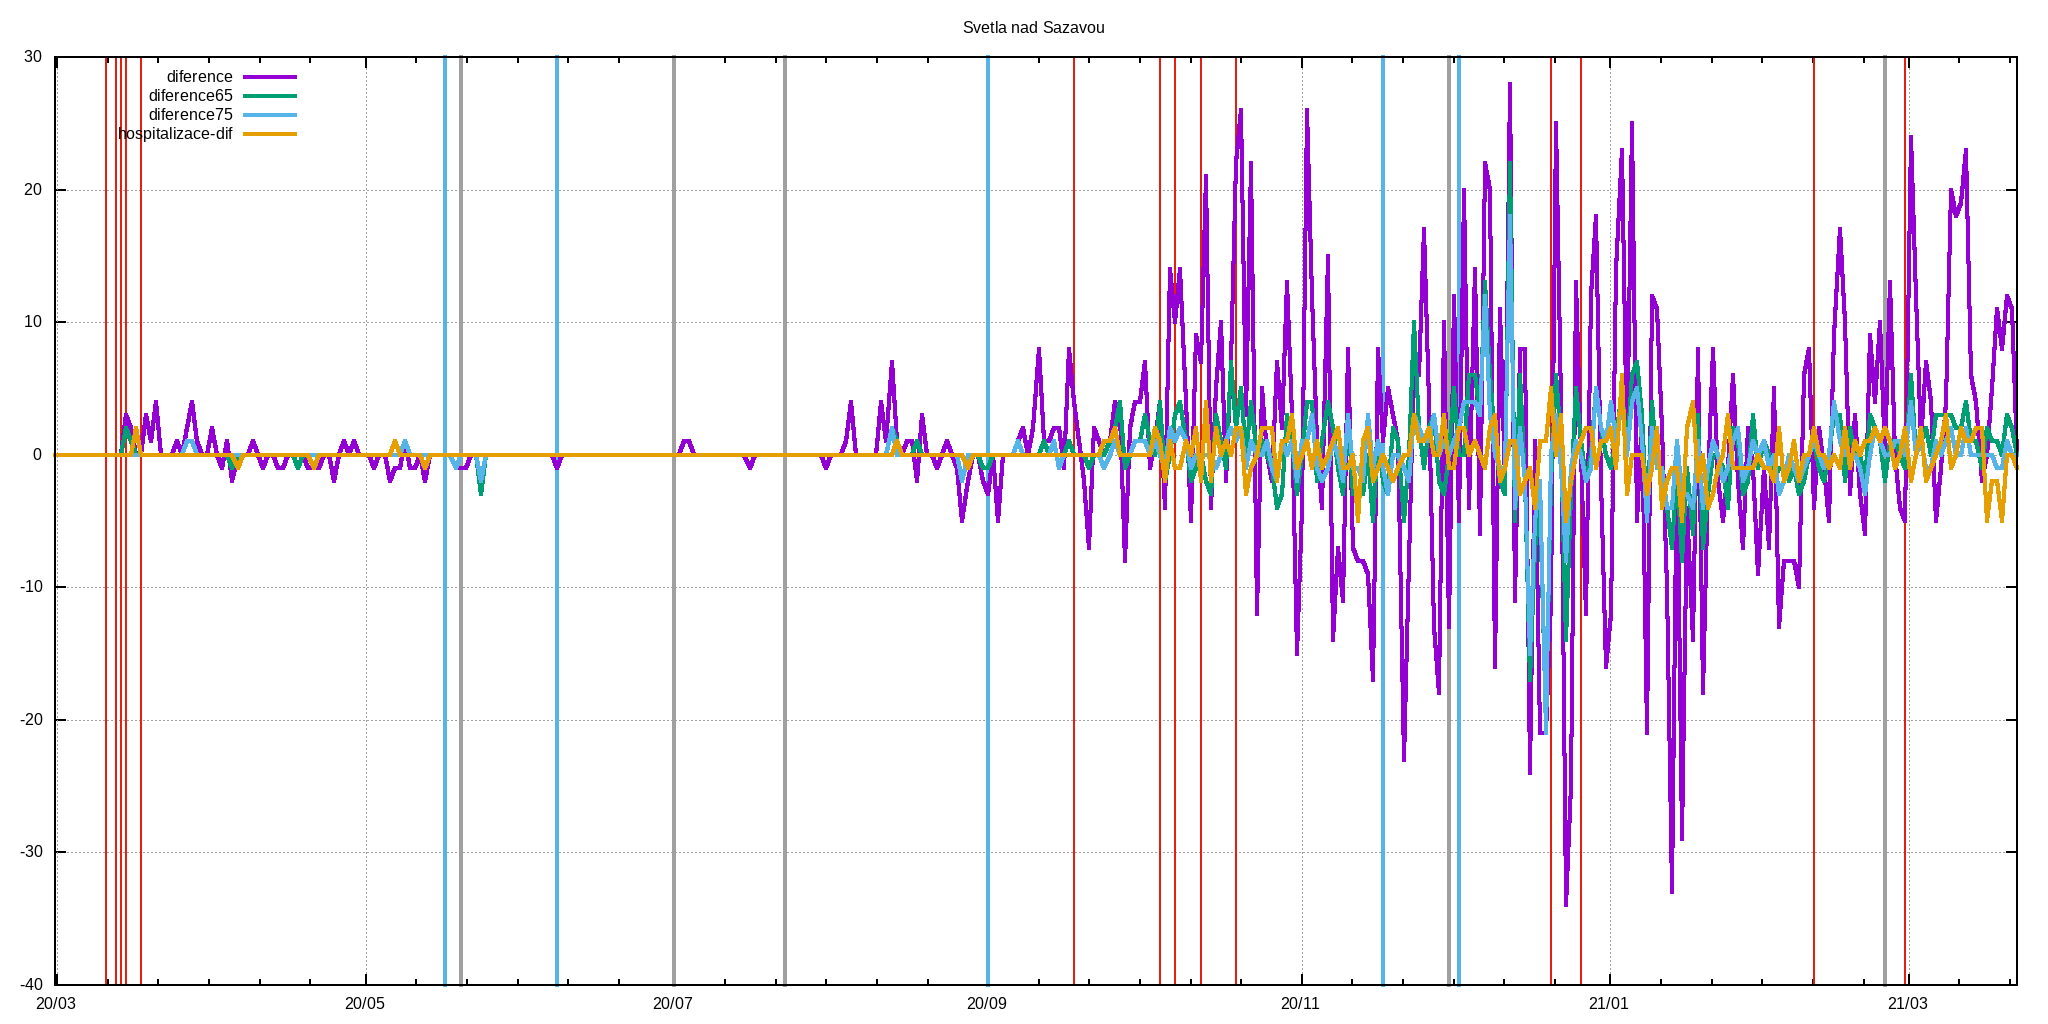 Svetla nad Sazavou
diference
diference65
diference75
hospitalizace-dif
30
20
10
0
-10
-20
-30
-40
20/03 20/05 20/07 20/09 20/11 21/01 21/03